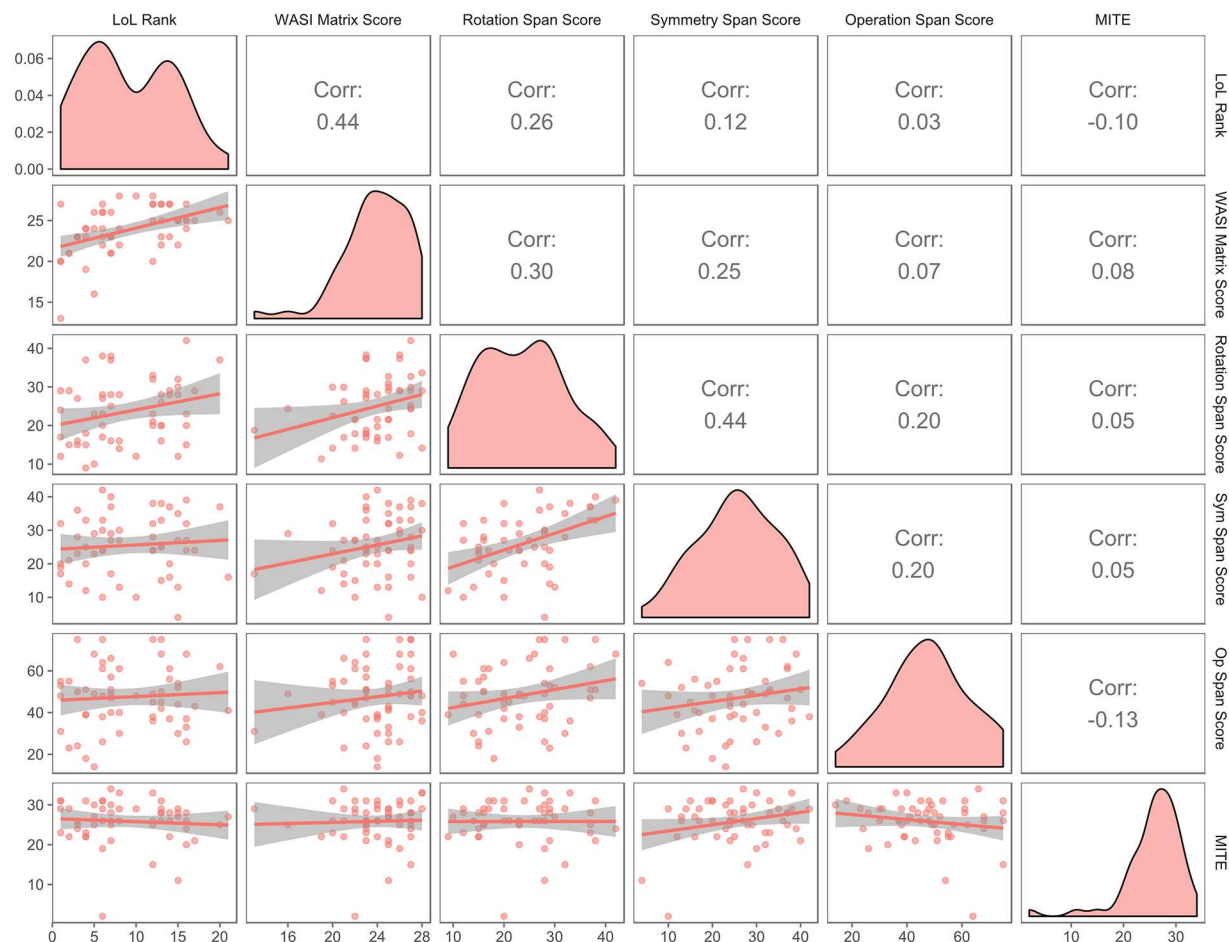 LoL Rank WASI Matrix Score Rotation Span Score Symmetry Span Score Operation Span Score MITE
0.06
0.04
0.02
0.00
Corr:
0.44
Corr:
0.26
Corr:
0.12
Corr:
0.03
Corr:
-0.10
LoL Rank
25
20
15
Corr:
0.30
Corr:
0.25
Corr:
0.07
Corr:
0.08
WASI Matrix Score
40
30
20
10
Corr:
0.44
Corr:
0.20
Corr:
0.05
Rotation Span Score
40
30
20
10
Corr:
0.20
Corr:
0.05
Sym Span Score
60
40
20
Corr:
-0.13
Op Span Score
30
20
10
MITE
0 5 10 15 20 16 20 24 28 10 20 30 40 10 20 30 40 20 40 60 10 20 30